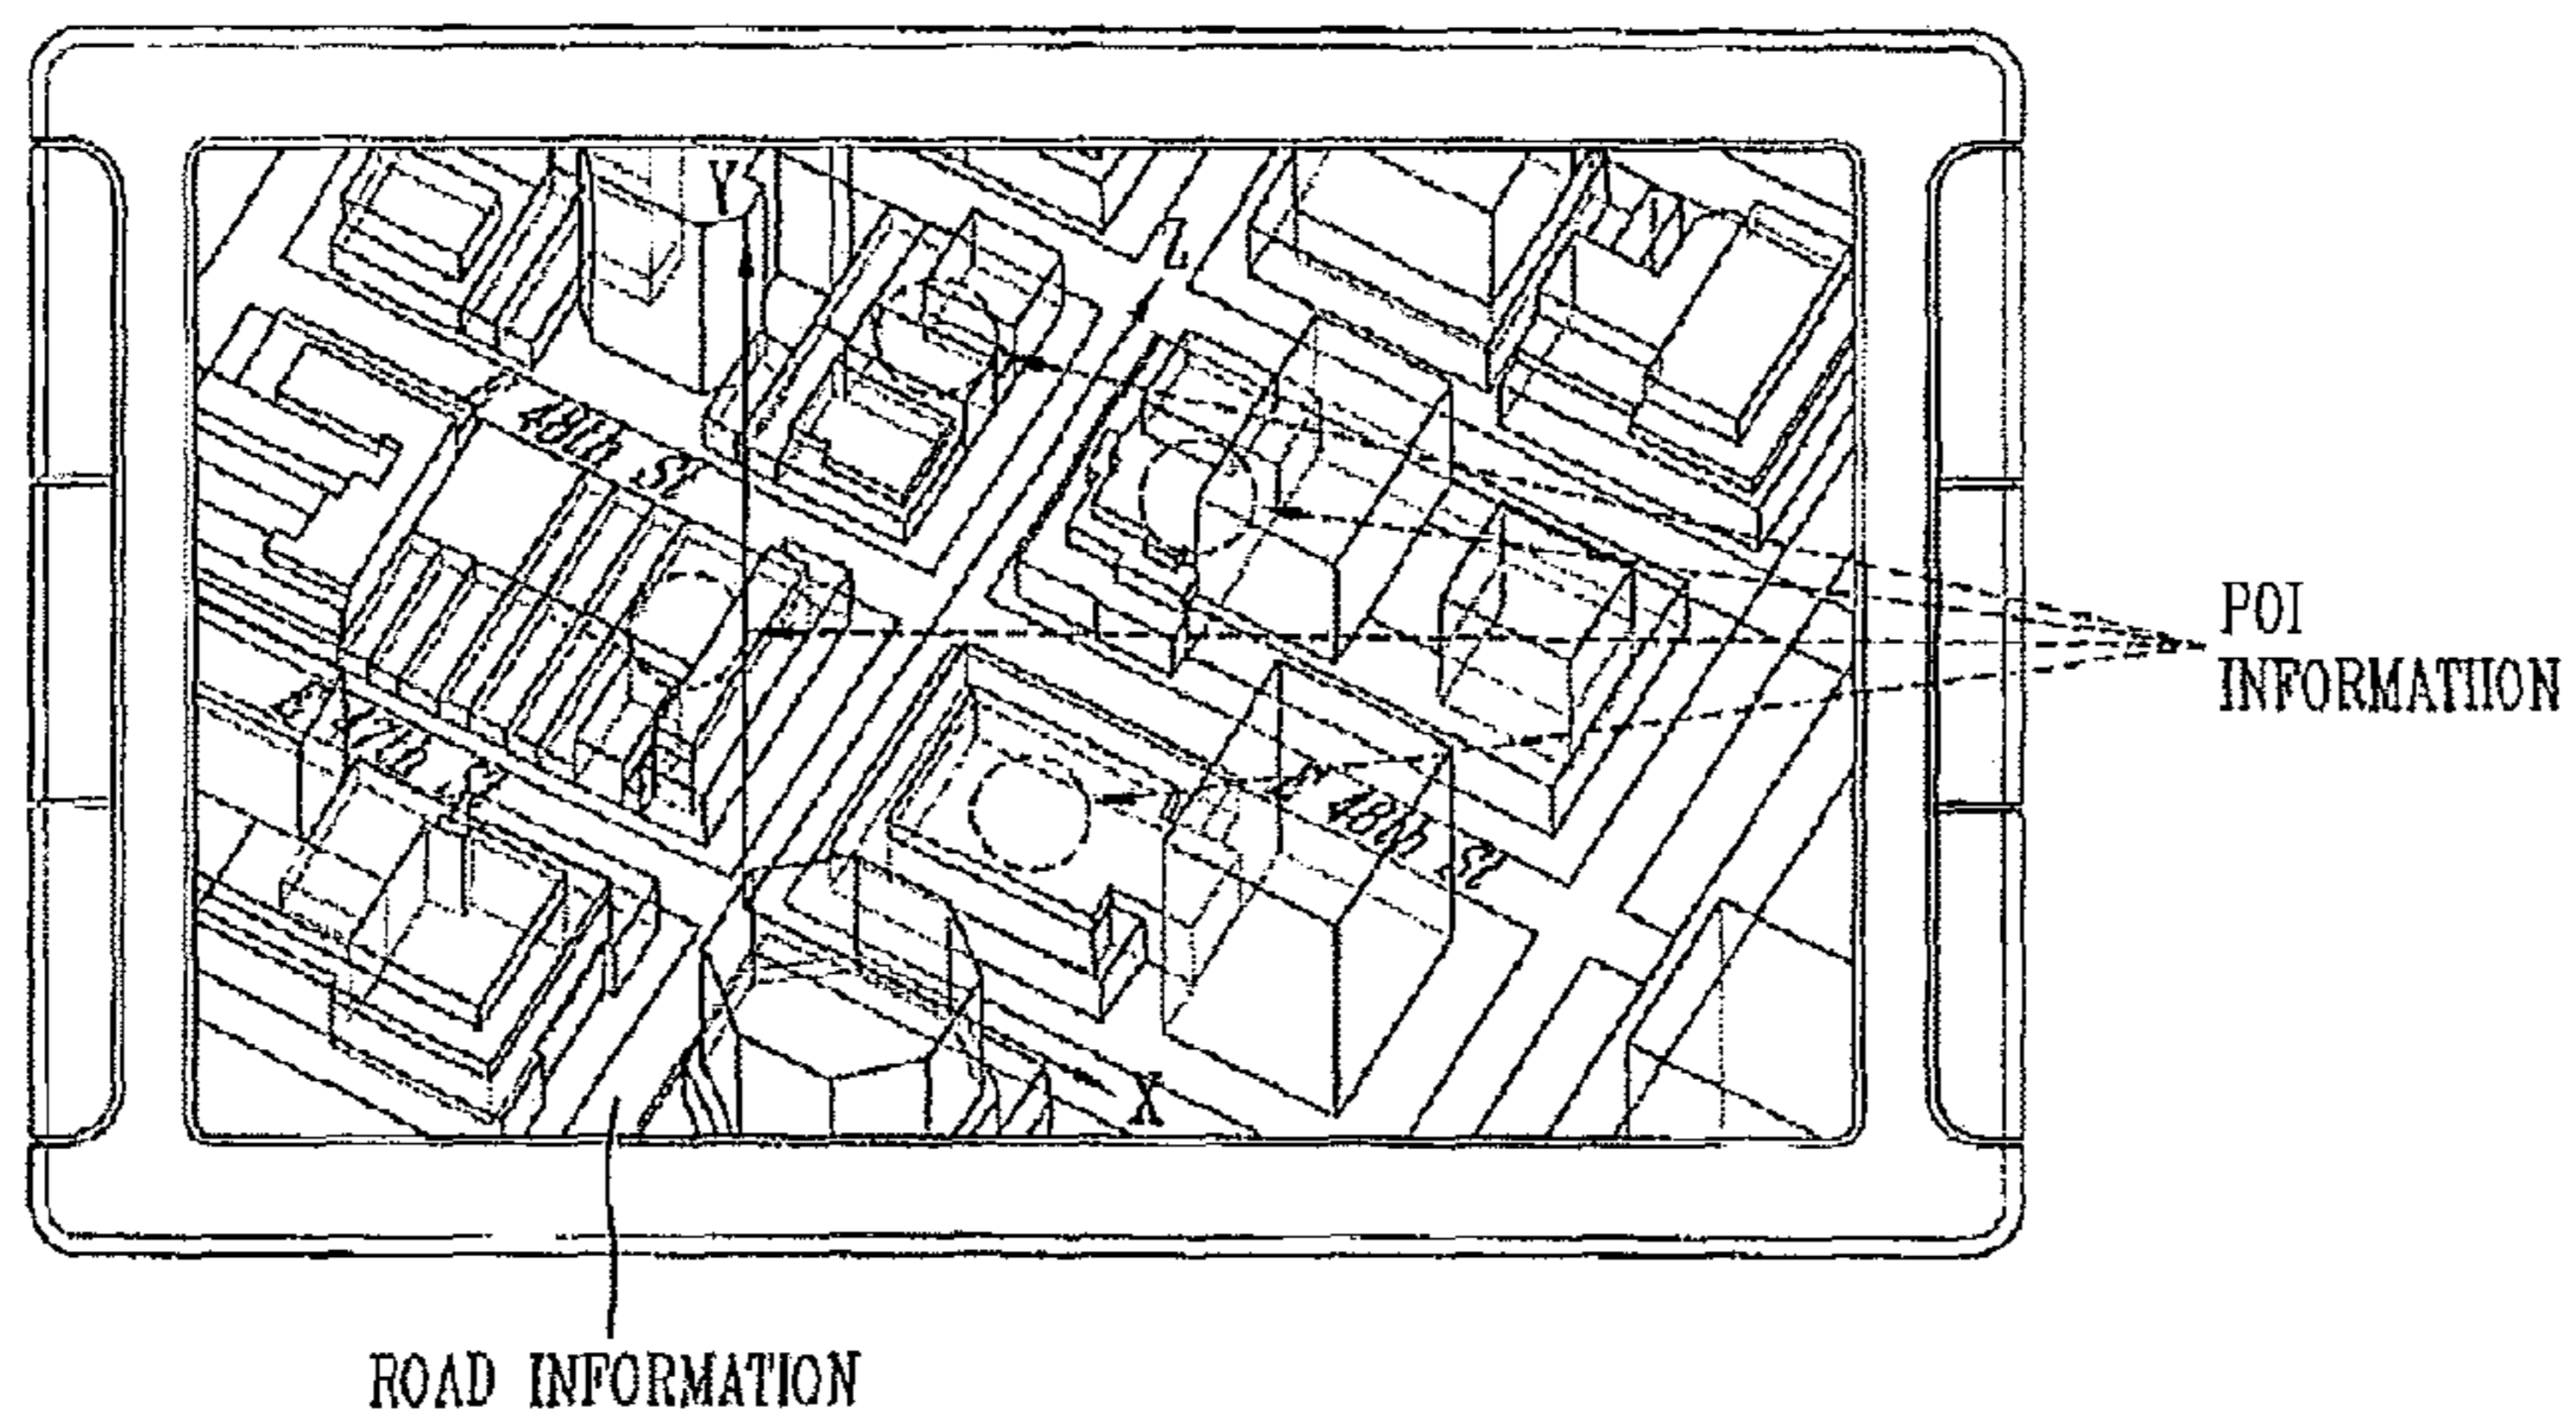 Y
Z
48th St
47th St
POI
INFORMATIION
48th St
X
ROAD INFORMATION